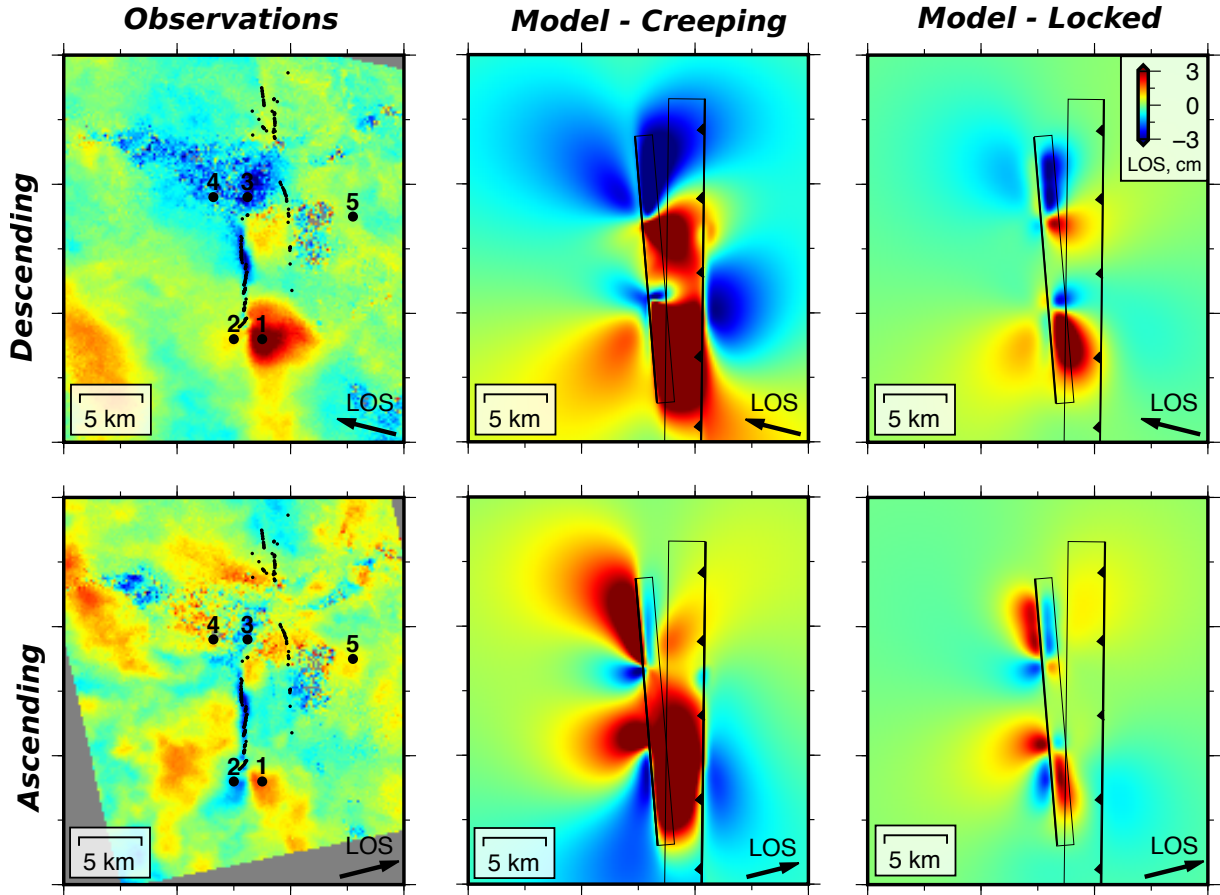 Observations
Model - Creeping
Model - Locked
Descending
4 3
5
2 1
5 km
LOS
5 km
LOS
3
0
−3
LOS, cm
5 km
LOS
Ascending
4 3
5
2 1
5 km
LOS
5 km
LOS
5 km
LOS